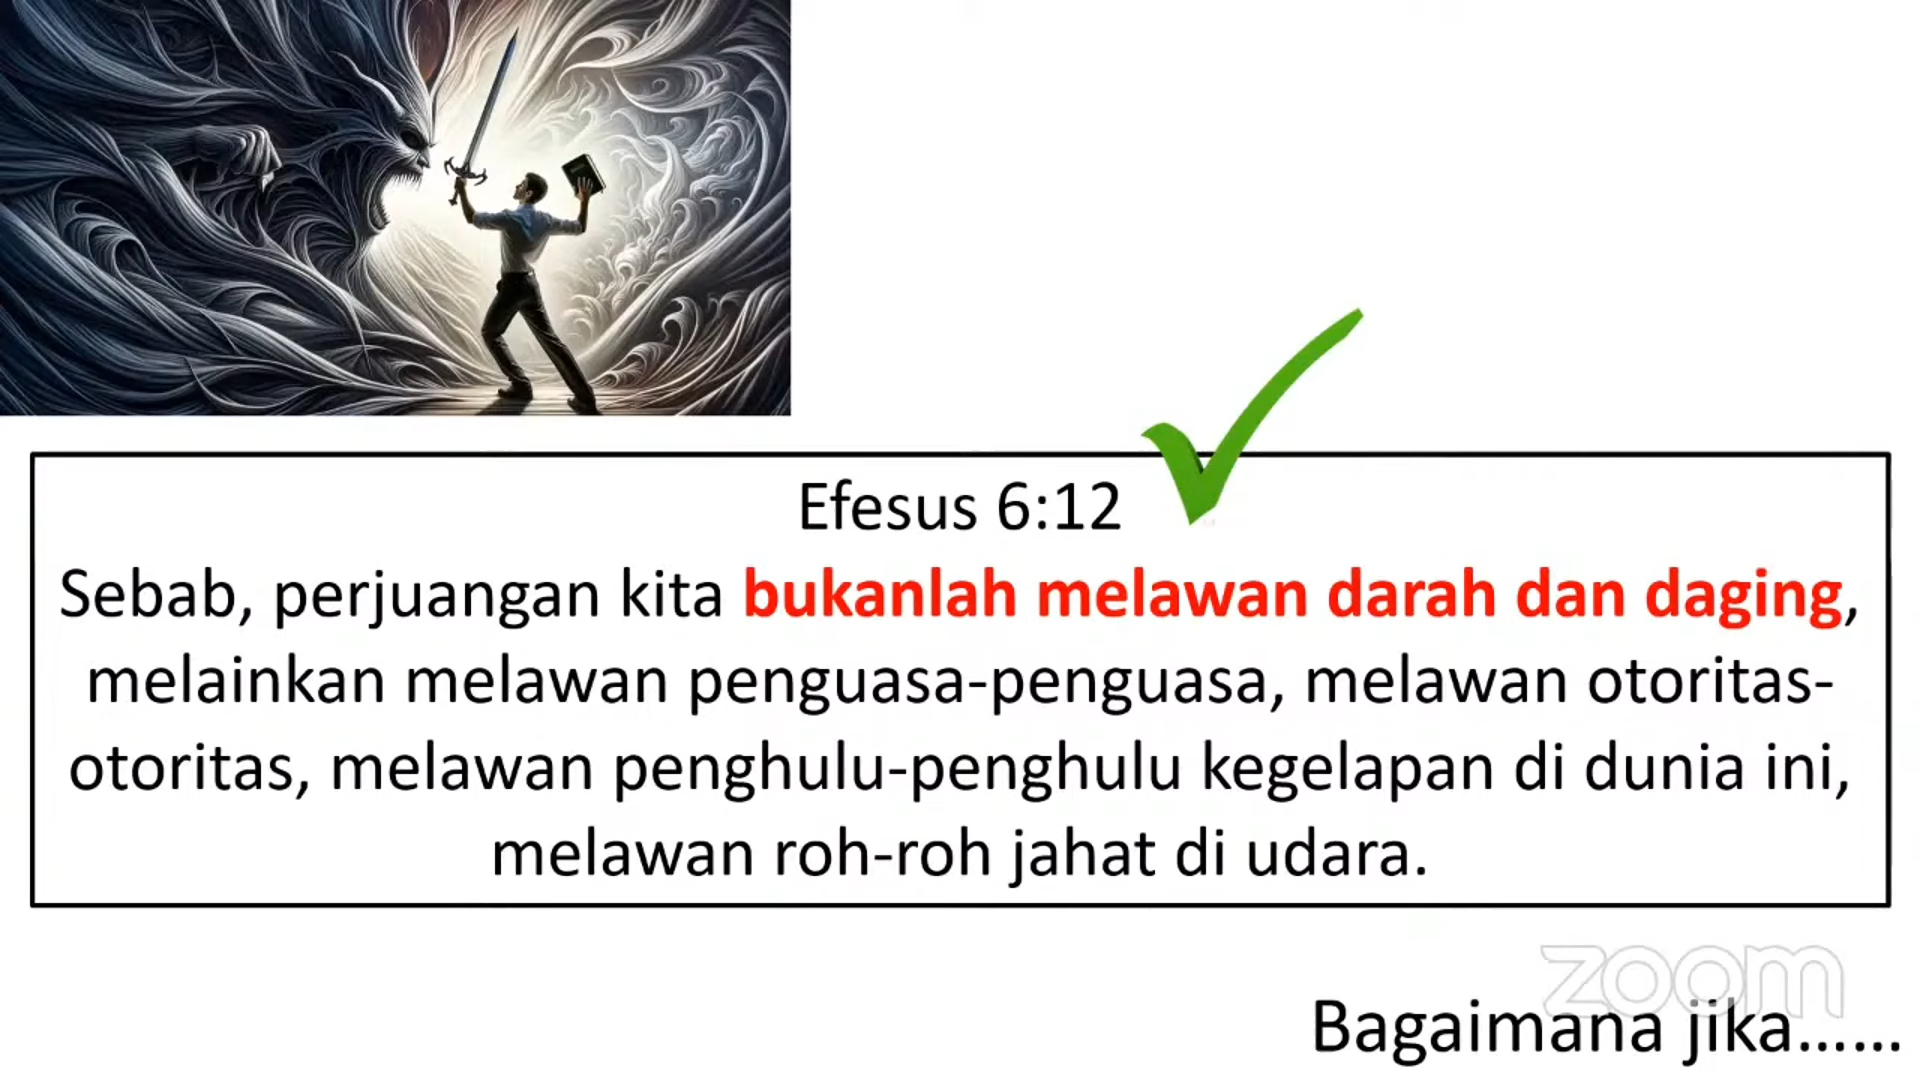 Efesus 6:12
Sebab, perjuangan kita bukanlah melawan darah dan daging,
melainkan melawan penguasa-penguasa, melawan otoritas-
otoritas, melawan penghulu-penghulu kegelapan di dunia ini,
melawan roh-roh jahat di udara.
zoom
Bagaimana jika......